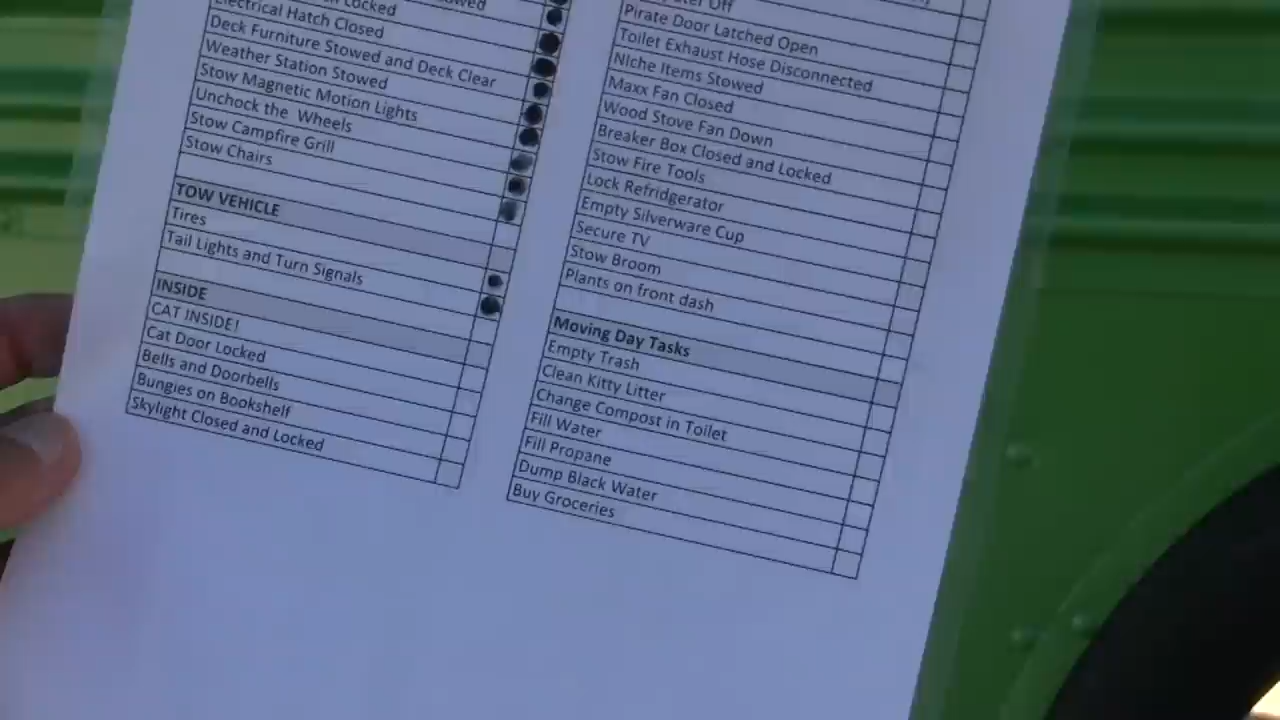 Locked
Electrical Hatch Closed
Deck Furniture Stowed and Deck Clear
Weather Station Stowed
Stow Magnetic Motion Lights
Unchock the Wheels
Stow Campfire Grill
Stow Chairs
TOW VEHICLE
Tires
Tail Lights and Turn Signals
INSIDE
CAT INSIDE!
Cat Door Locked
Bells and Doorbells
Bungies on Bookshelf
Skylight Closed and Locked
Off
Pirate Door Latched Open
Toilet Exhaust Hose Disconnected
Niche Items Stowed
Maxx Fan Closed
Wood Stove Fan Down
Breaker Box Closed and Locked
Stow Fire Tools
Lock Refridgerator
Empty Silverware Cup
Secure TV
Stow Broom
Plants on front dash
Moving Day Tasks
Empty Trash
Clean Kitty Litter
Change Compost in Toilet
Fill Water
Fill Propane
Dump Black Water
Buy Groceries